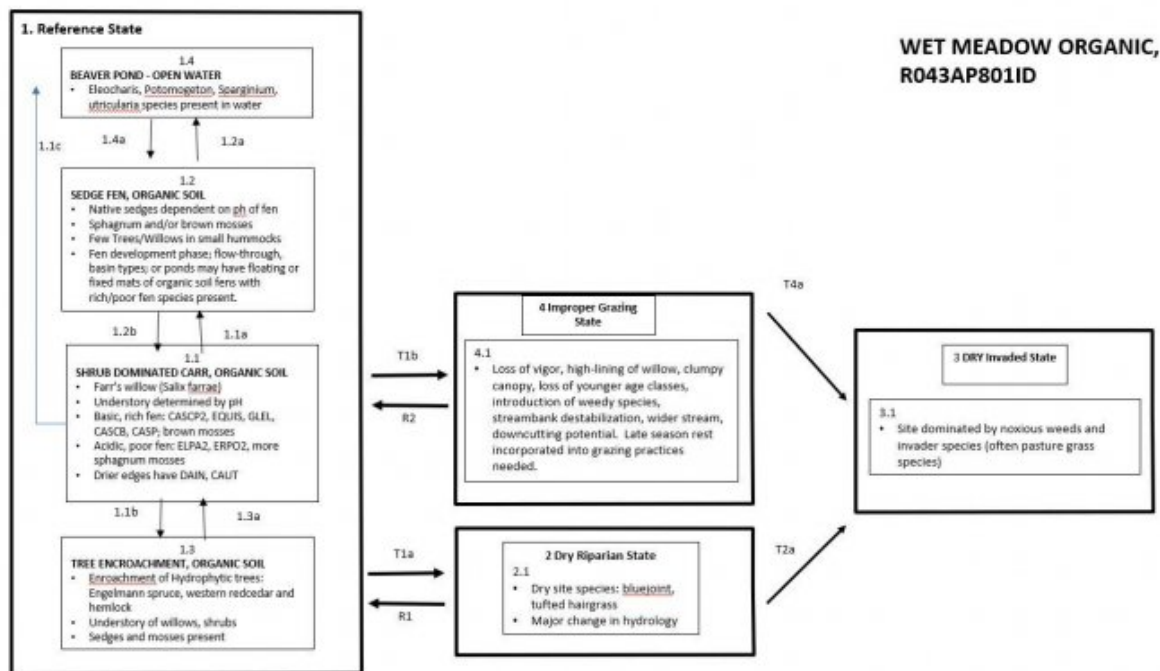 1. Reference State
WET MEADOW ORGANIC,
R043AP801ID
1.4
BEAVER POND - OPEN WATER
• Eleocharis, Potomogeton, Sparginium,
utricularia species present in water
1.1c
1.4a
1.2a
1.2
SEDGE FEN, ORGANIC SOIL
• Native sedges dependent on ph of fen
• Sphagnum and/or brown mosses
• Few Trees/Willows in small hummocks
• Fen development phase; flow-through,
basin types; or ponds may have floating or
fixed mats of organic soil fens with
rich/poor fen species present.
1.2b
1.1a
1.1
SHRUB DOMINATED CARR, ORGANIC SOIL
• Farr's willow (Salix farrae)
• Understory determined by pH
• Basic, rich fen: CASCP2, EQUIS, GLEL,
CASCB, CASP; brown mosses
• Acidic, poor fen: ELPA2, ERPO2, more
sphagnum mosses
• Drier edges have DAIN, CAUT
1.1b
1.3a
1.3
TREE ENCROACHMENT, ORGANIC SOIL
• Enroachment of Hydrophytic trees:
Engelmann spruce, western redcedar and
hemlock
• Understory of willows, shrubs
• Sedges and mosses present
T1b
R2
T1a
R1
4 Improper Grazing
State
4.1
• Loss of vigor, high-lining of willow, clumpy
canopy, loss of younger age classes,
introduction of weedy species,
streambank destabilization, wider stream,
downcutting potential. Late season rest
incorporated into grazing practices
needed.
2 Dry Riparian State
2.1
• Dry site species: bluejoint,
tufted hairgrass
• Major change in hydrology
T4a
T2a
3 DRY Invaded State
3.1
• Site dominated by noxious weeds and
invader species (often pasture grass
species)